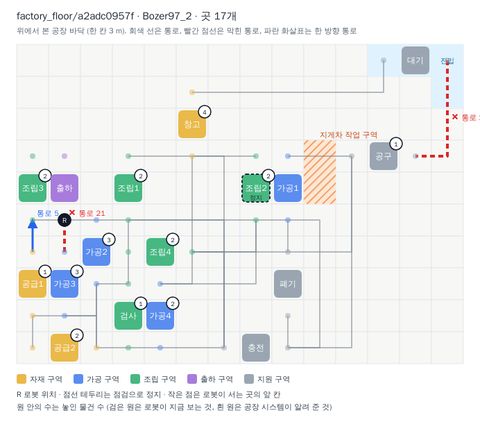 factory_floor/a2adc0957f · Bozer97_2 · 곳 17개
위에서 본 공장 바닥 (한 칸 3 m). 회색 선은 통로, 빨간 점선은 막힌 통로, 파란 화살표는 한 방향 통로
대기
✕ 통로
창고 4
지게차 작업 구역
공구 1
조립3 2
출하
조립1 2
조립2 2
가공1
통로
R
✕ 통로 21
가공2 3
조립4 2
공급1 1
가공3 3
폐기
검사 1
가공4 2
공급2 2
충전
자재 구역
가공 구역
조립 구역
출하 구역
지원 구역
R 로봇 위치 · 점선 테두리는 점검으로 정지 · 작은 점은 로봇이 서는 곳의 앞 칸
원 안의 수는 놓인 물건 수 (검은 원은 로봇이 지금 보는 것, 흰 원은 공장 시스템이 알려 준 것)